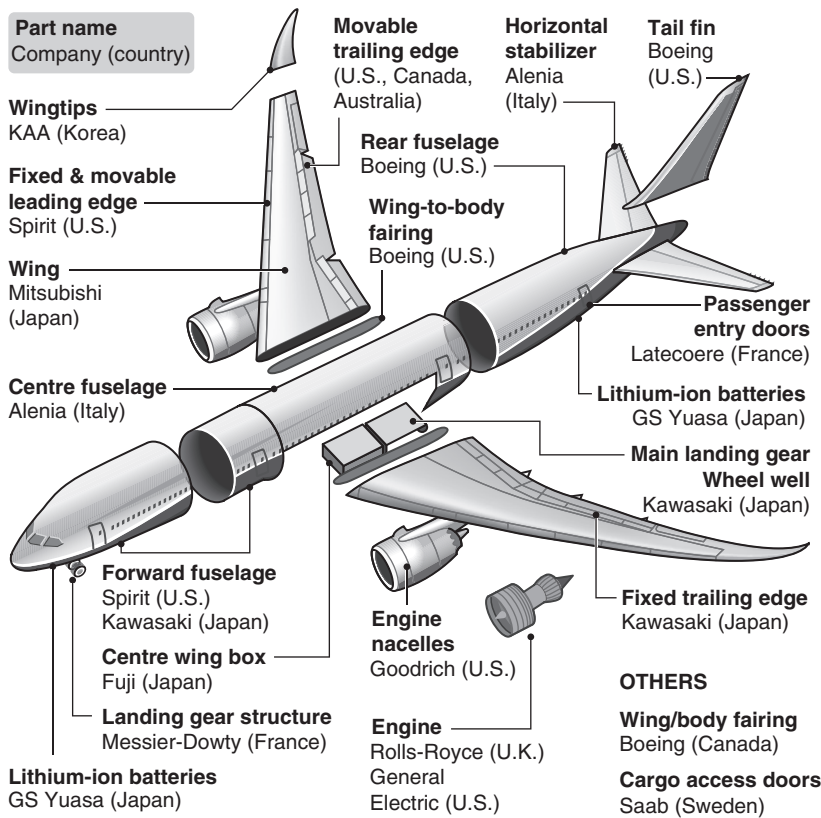 Part name
Company (country)
Wingtips
KAA (Korea)
Fixed & movable
leading edge
Spirit (U.S.)
Wing
Mitsubishi
(Japan)
Centre fuselage
Alenia (Italy)
Movable
trailing edge
(U.S., Canada,
Australia)
Rear fuselage
Boeing (U.S.)
Wing-to-body
fairing
Boeing (U.S.)
Horizontal
stabilizer
Alenia
(Italy)
Tail fin
Boeing
(U.S.)
Passenger
entry doors
Latecoere (France)
Lithium-ion batteries
GS Yuasa (Japan)
Main landing gear
Wheel well
Kawasaki (Japan)
Forward fuselage
Spirit (U.S.)
Kawasaki (Japan)
Centre wing box
Fuji (Japan)
Landing gear structure
Messier-Dowty (France)
Lithium-ion batteries
GS Yuasa (Japan)
Engine
nacelles
Goodrich (U.S.)
Engine
Rolls-Royce (U.K.)
General
Electric (U.S.)
Fixed trailing edge
Kawasaki (Japan)
OTHERS
Wing/body fairing
Boeing (Canada)
Cargo access doors
Saab (Sweden)